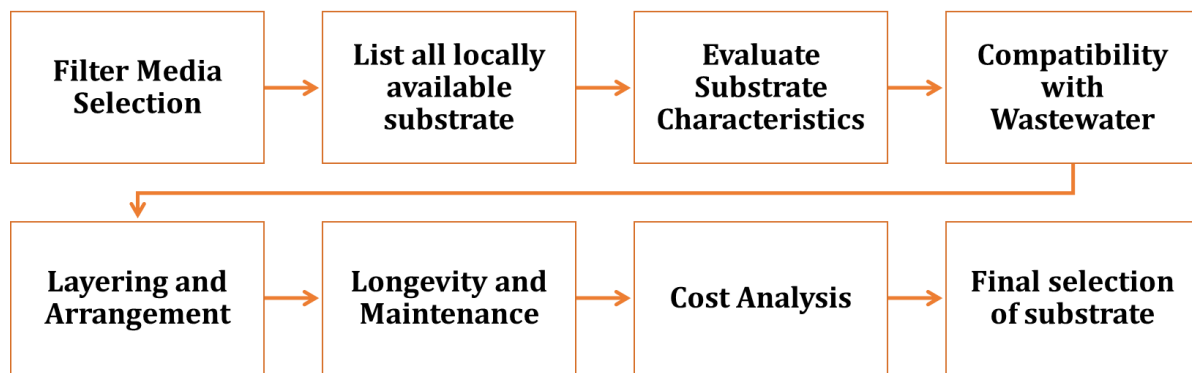 Filter Media
Selection
List all locally
available
substrate
Evaluate
Substrate
Characteristics
Compatibility
with
Wastewater
Layering and
Arrangement
Longevity and
Maintenance
Cost Analysis
Final selection
of substrate